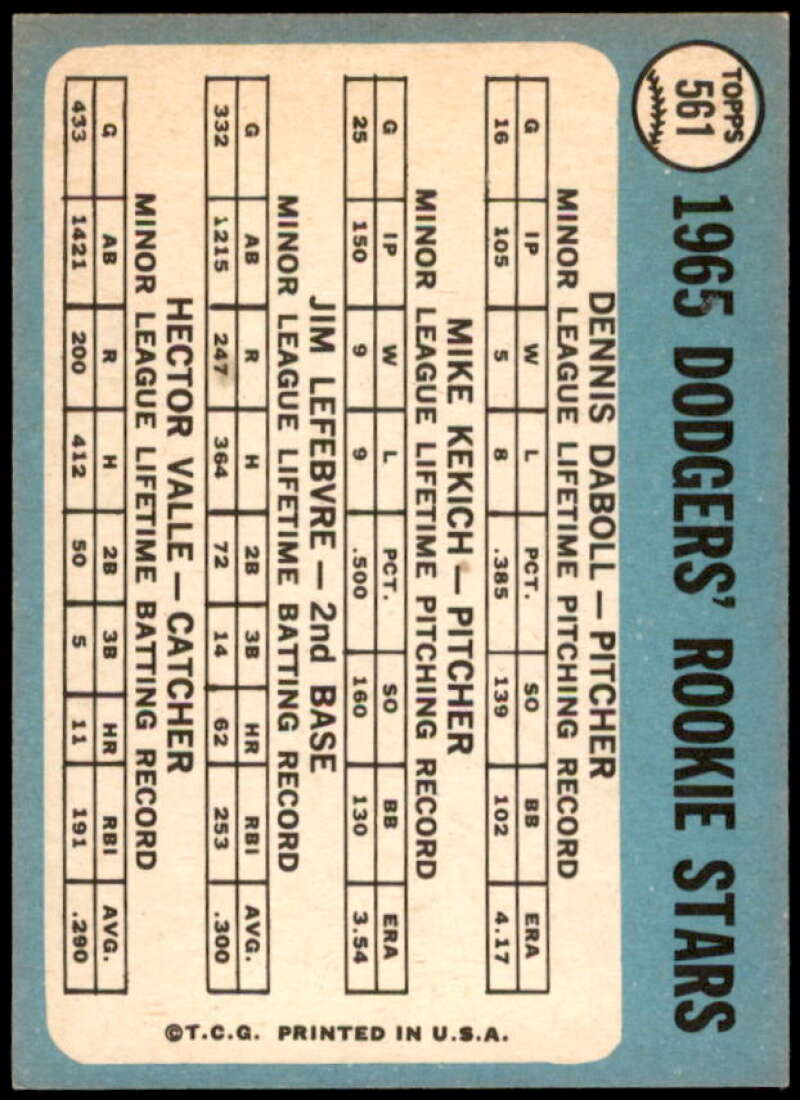 TOPPS
561
1965 DODGERS' ROOKIE STARS
DENNIS DABOLL — PITCHER
MINOR LEAGUE LIFETIME PITCHING RECORD
G IP W L PCT. SO BB ERA
16 105 5 8 .385 139 102 4.17
MIKE KEKICH — PITCHER
MINOR LEAGUE LIFETIME PITCHING RECORD
G IP W L PCT. SO BB ERA
25 150 9 9 .500 160 130 3.54
JIM LEFEBVRE — 2nd BASE
MINOR LEAGUE LIFETIME BATTING RECORD
G AB R H 2B 3B HR RBI AVG.
332 1215 247 364 72 14 62 253 .300
HECTOR VALLE — CATCHER
MINOR LEAGUE LIFETIME BATTING RECORD
G AB R H 2B 3B HR RBI AVG.
433 1421 200 412 50 5 11 191 .290
©T.C.G. PRINTED IN U.S.A.